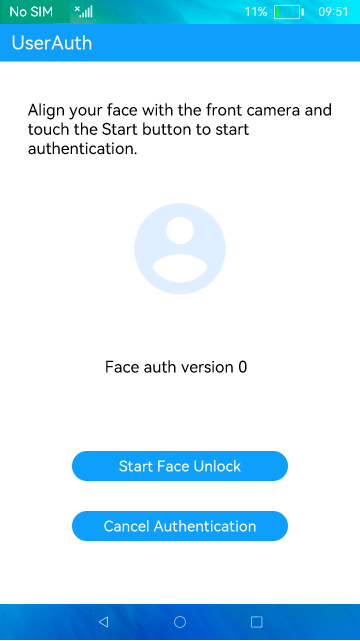 No SIM
11%
09:51
UserAuth
Align your face with the front camera and
touch the Start button to start
authentication.
Face auth version 0
Start Face Unlock
Cancel Authentication